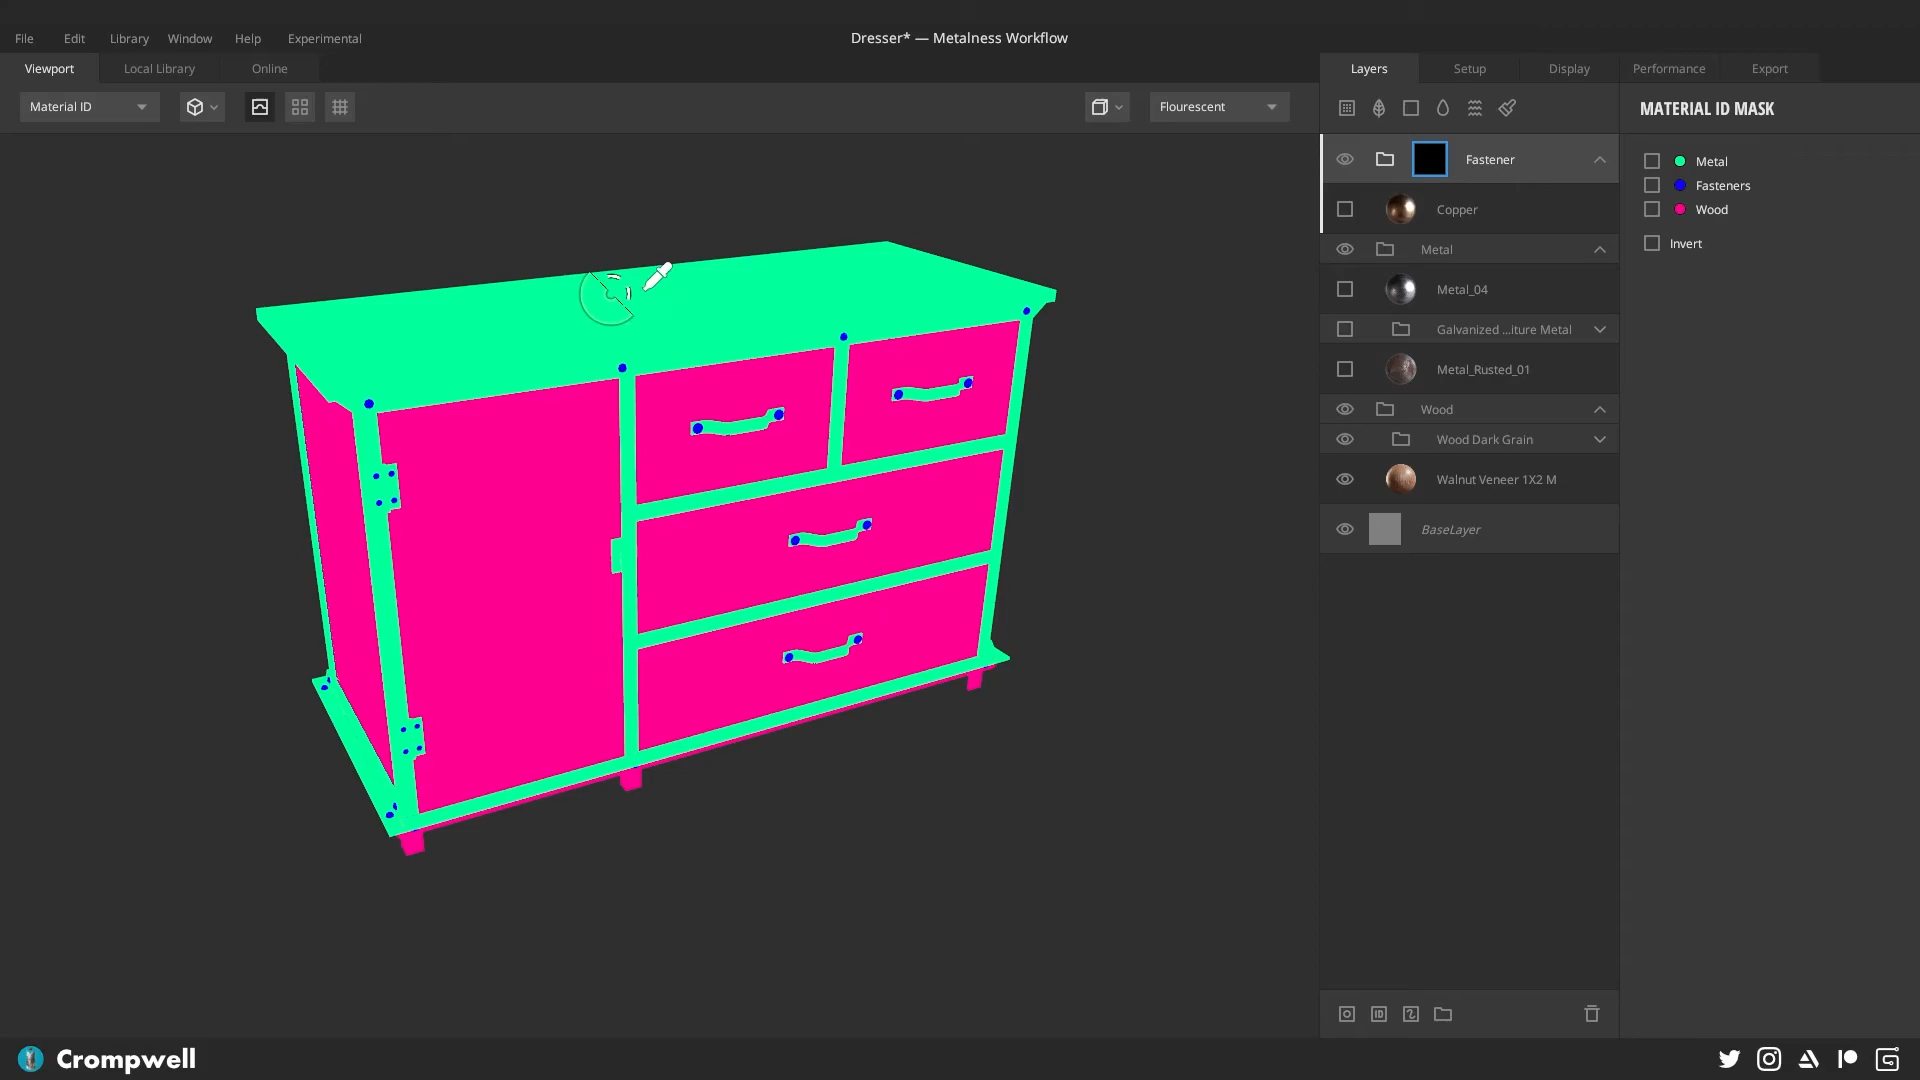 File Edit Library Window Help Experimental
Dresser* — Metalness Workflow
Viewport Local Library Online
Layers Setup Display Performance Export
Material ID
Flourescent
MATERIAL ID MASK
Fastener
Copper
Metal
Metal_04
Galvanized ...lture Metal
Metal_Rusted_01
Wood
Wood Dark Grain
Walnut Veneer 1X2 M
BaseLayer
Metal
Fasteners
Wood
Invert
ID
Crompwell